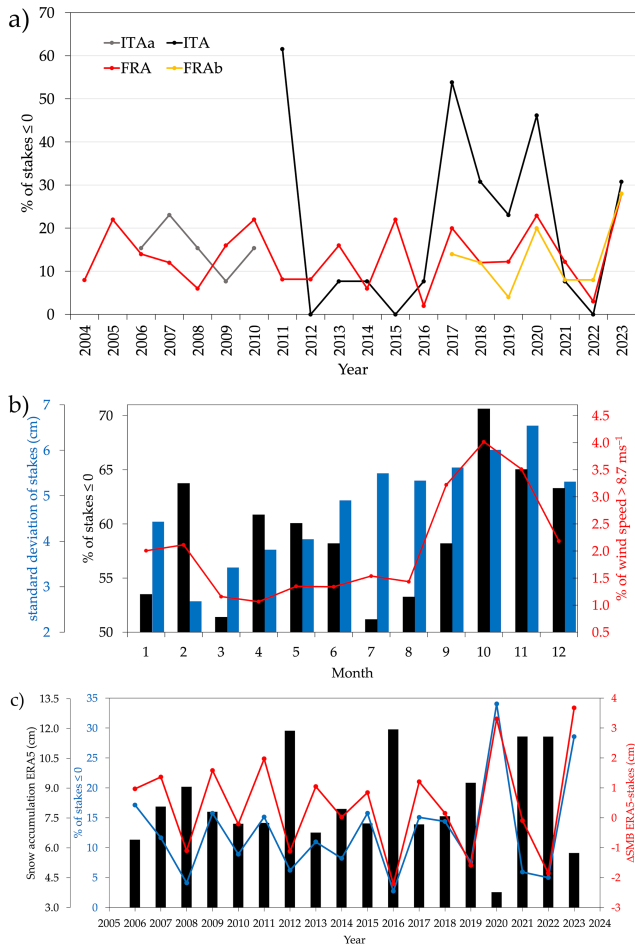 a)
ITAa
ITA
FRA
FRAb
% of stakes ≤ 0
70
60
50
40
30
20
10
0
2004 2005 2006 2007 2008 2009 2010 2011 2012 2013 2014 2015 2016 2017 2018 2019 2020 2021 2022 2023
Year
b)
standard deviation of stakes (cm)
7
6
5
4
3
2
% of stakes ≤ 0
70
65
60
55
50
4.5
4.0
3.5
3.0
2.5
2.0
1.5
1.0
0.5
% of wind speed > 8.7 ms⁻¹
1 2 3 4 5 6 7 8 9 10 11 12
Month
c)
Snow accumulation ERA5 (cm)
13.5
12.0
10.5
9.0
7.5
6.0
4.5
3.0
% of stakes ≤ 0
35
30
25
20
15
10
5
0
4
3
2
1
0
-1
-2
-3
ΔSMB ERA5-stakes (cm)
2005 2006 2007 2008 2009 2010 2011 2012 2013 2014 2015 2016 2017 2018 2019 2020 2021 2022 2023 2024
Year